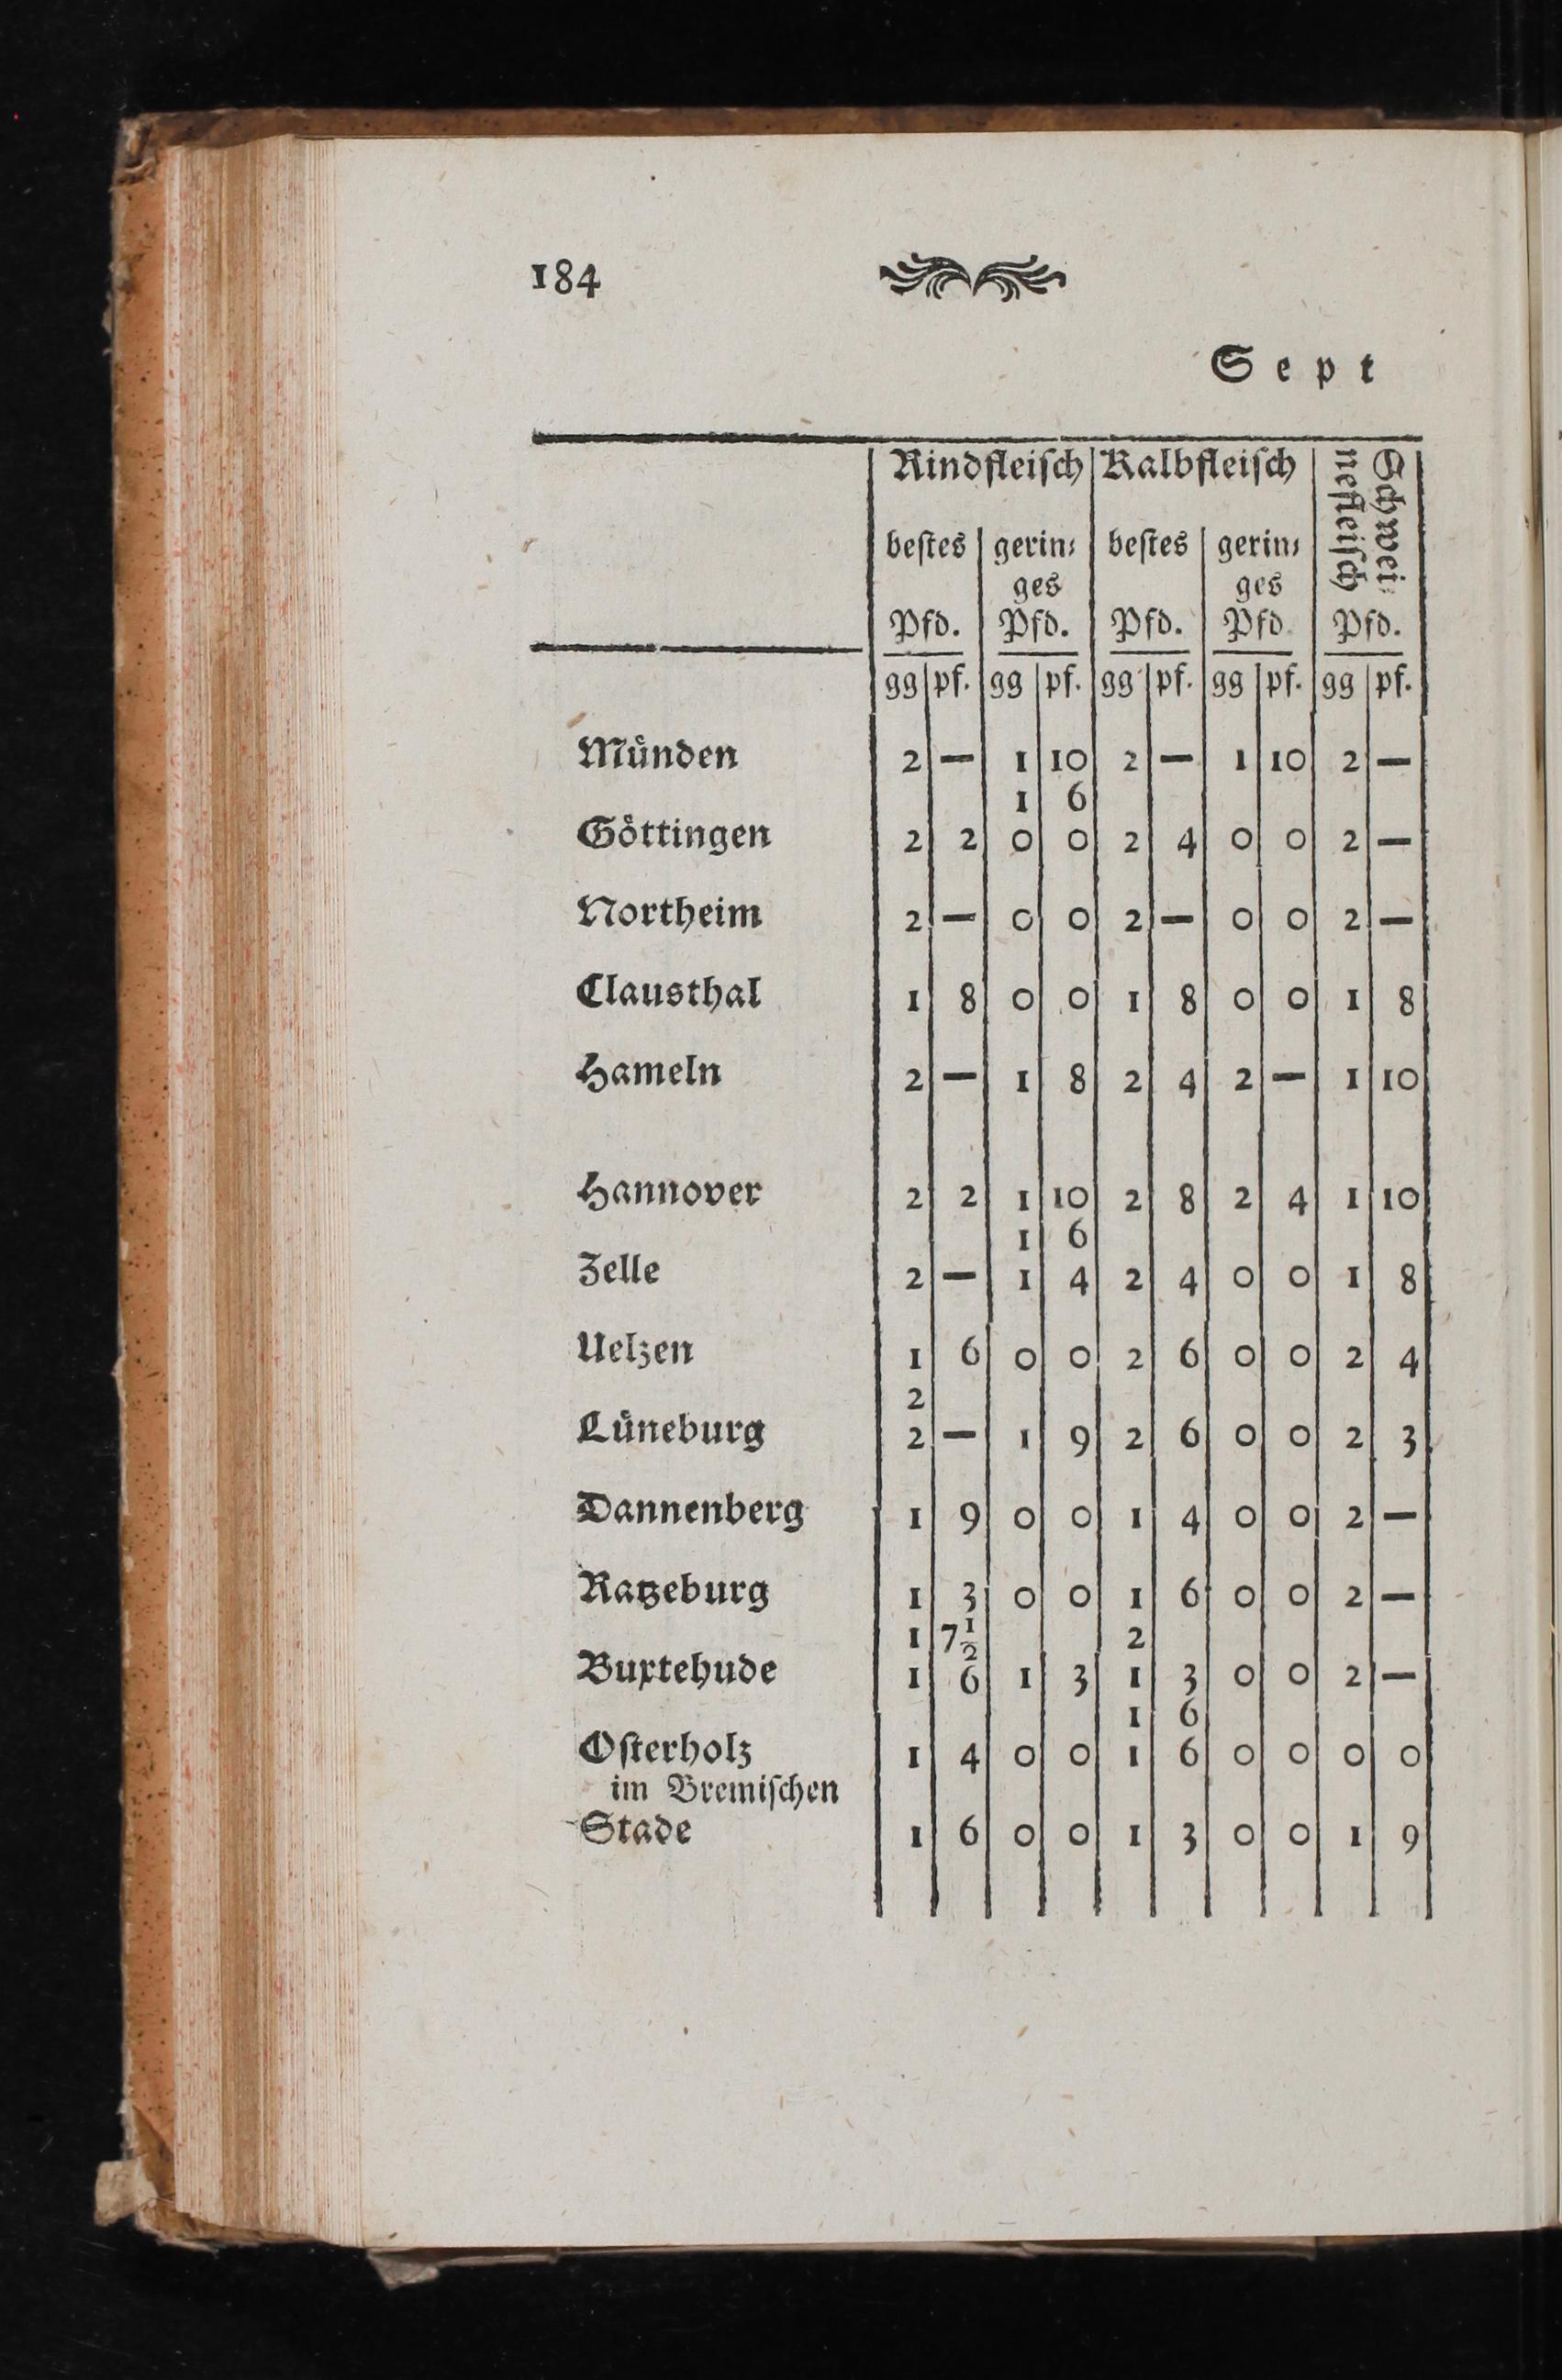 184
Sept
Rindfleiſch Kalbfleiſch Schwei⸗
nefleiſch
beſtes gerin⸗ beſtes gerin⸗
ges ges
Pfd. Pfd. Pfd. Pfd. Pfd.
gg pf. gg pf. gg pf. gg pf. gg pf.
Münden 2 — 1 10 2 — 1 10 2 —
1 6
Göttingen 2 2 0 0 2 4 0 0 2 —
Northeim 2 — 0 0 2 — 0 0 2 —
Clausthal 1 8 0 0 1 8 0 0 1 8
Hameln 2 — 1 8 2 4 2 — 1 10
Hannover 2 2 1 10 2 8 2 4 1 10
1 6
Zelle 2 — 1 4 2 4 0 0 1 8
Uelzen 1 6 0 0 2 6 0 0 2 4
2
Lüneburg 2 — 1 9 2 6 0 0 2 3
Dannenberg 1 9 0 0 1 4 0 0 2 —
Ratzeburg 1 3 0 0 1 6 0 0 2 —
1 7½ 2
Buxtehude 1 6 1 3 1 3 0 0 2 —
1 6
Oſterholz 1 4 0 0 1 6 0 0 0 0
im Bremiſchen
Stade 1 6 0 0 1 3 0 0 1 9